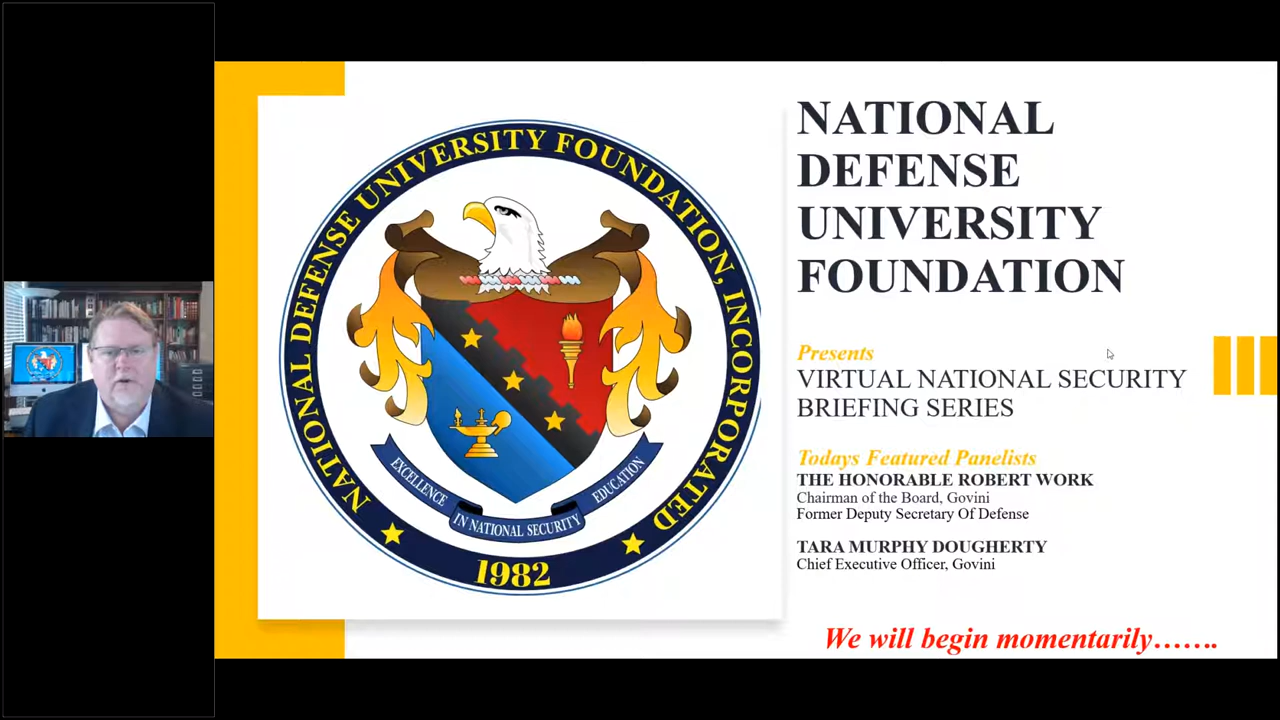 NATIONAL DEFENSE UNIVERSITY FOUNDATION, INCORPORATED
EXCELLENCE
IN NATIONAL SECURITY
EDUCATION
1982
NATIONAL
DEFENSE
UNIVERSITY
FOUNDATION
Presents
VIRTUAL NATIONAL SECURITY
BRIEFING SERIES
Todays Featured Panelists
THE HONORABLE ROBERT WORK
Chairman of the Board, Govini
Former Deputy Secretary Of Defense
TARA MURPHY DOUGHERTY
Chief Executive Officer, Govini
We will begin momentarily…….